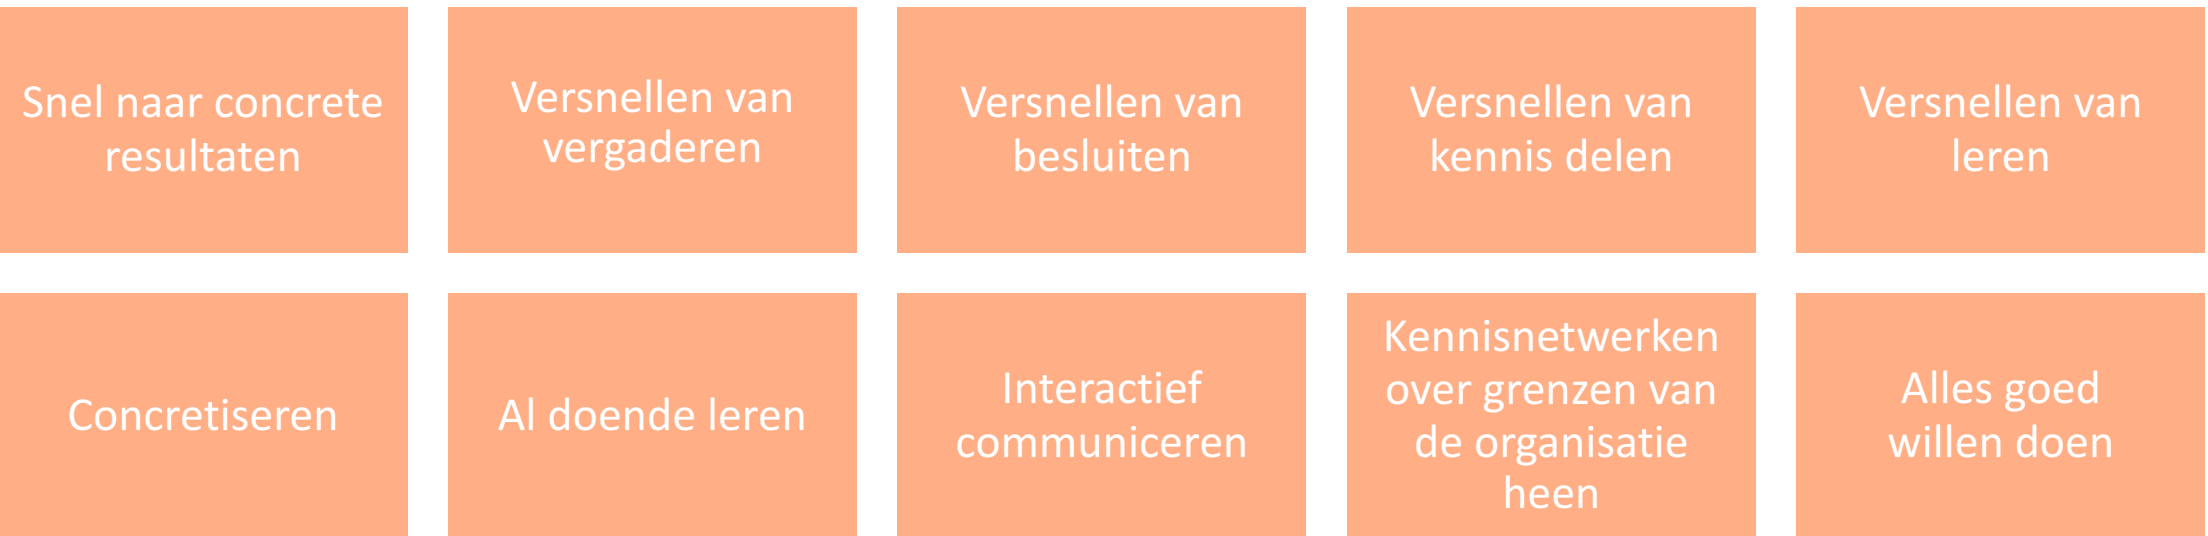 Snel naar concrete
resultaten
Versnellen van
vergaderen
Versnellen van
besluiten
Versnellen van
kennis delen
Versnellen van
leren
Concretiseren
Al doende leren
Interactief
communiceren
Kennisnetwerken
over grenzen van
de organisatie
heen
Alles goed
willen doen